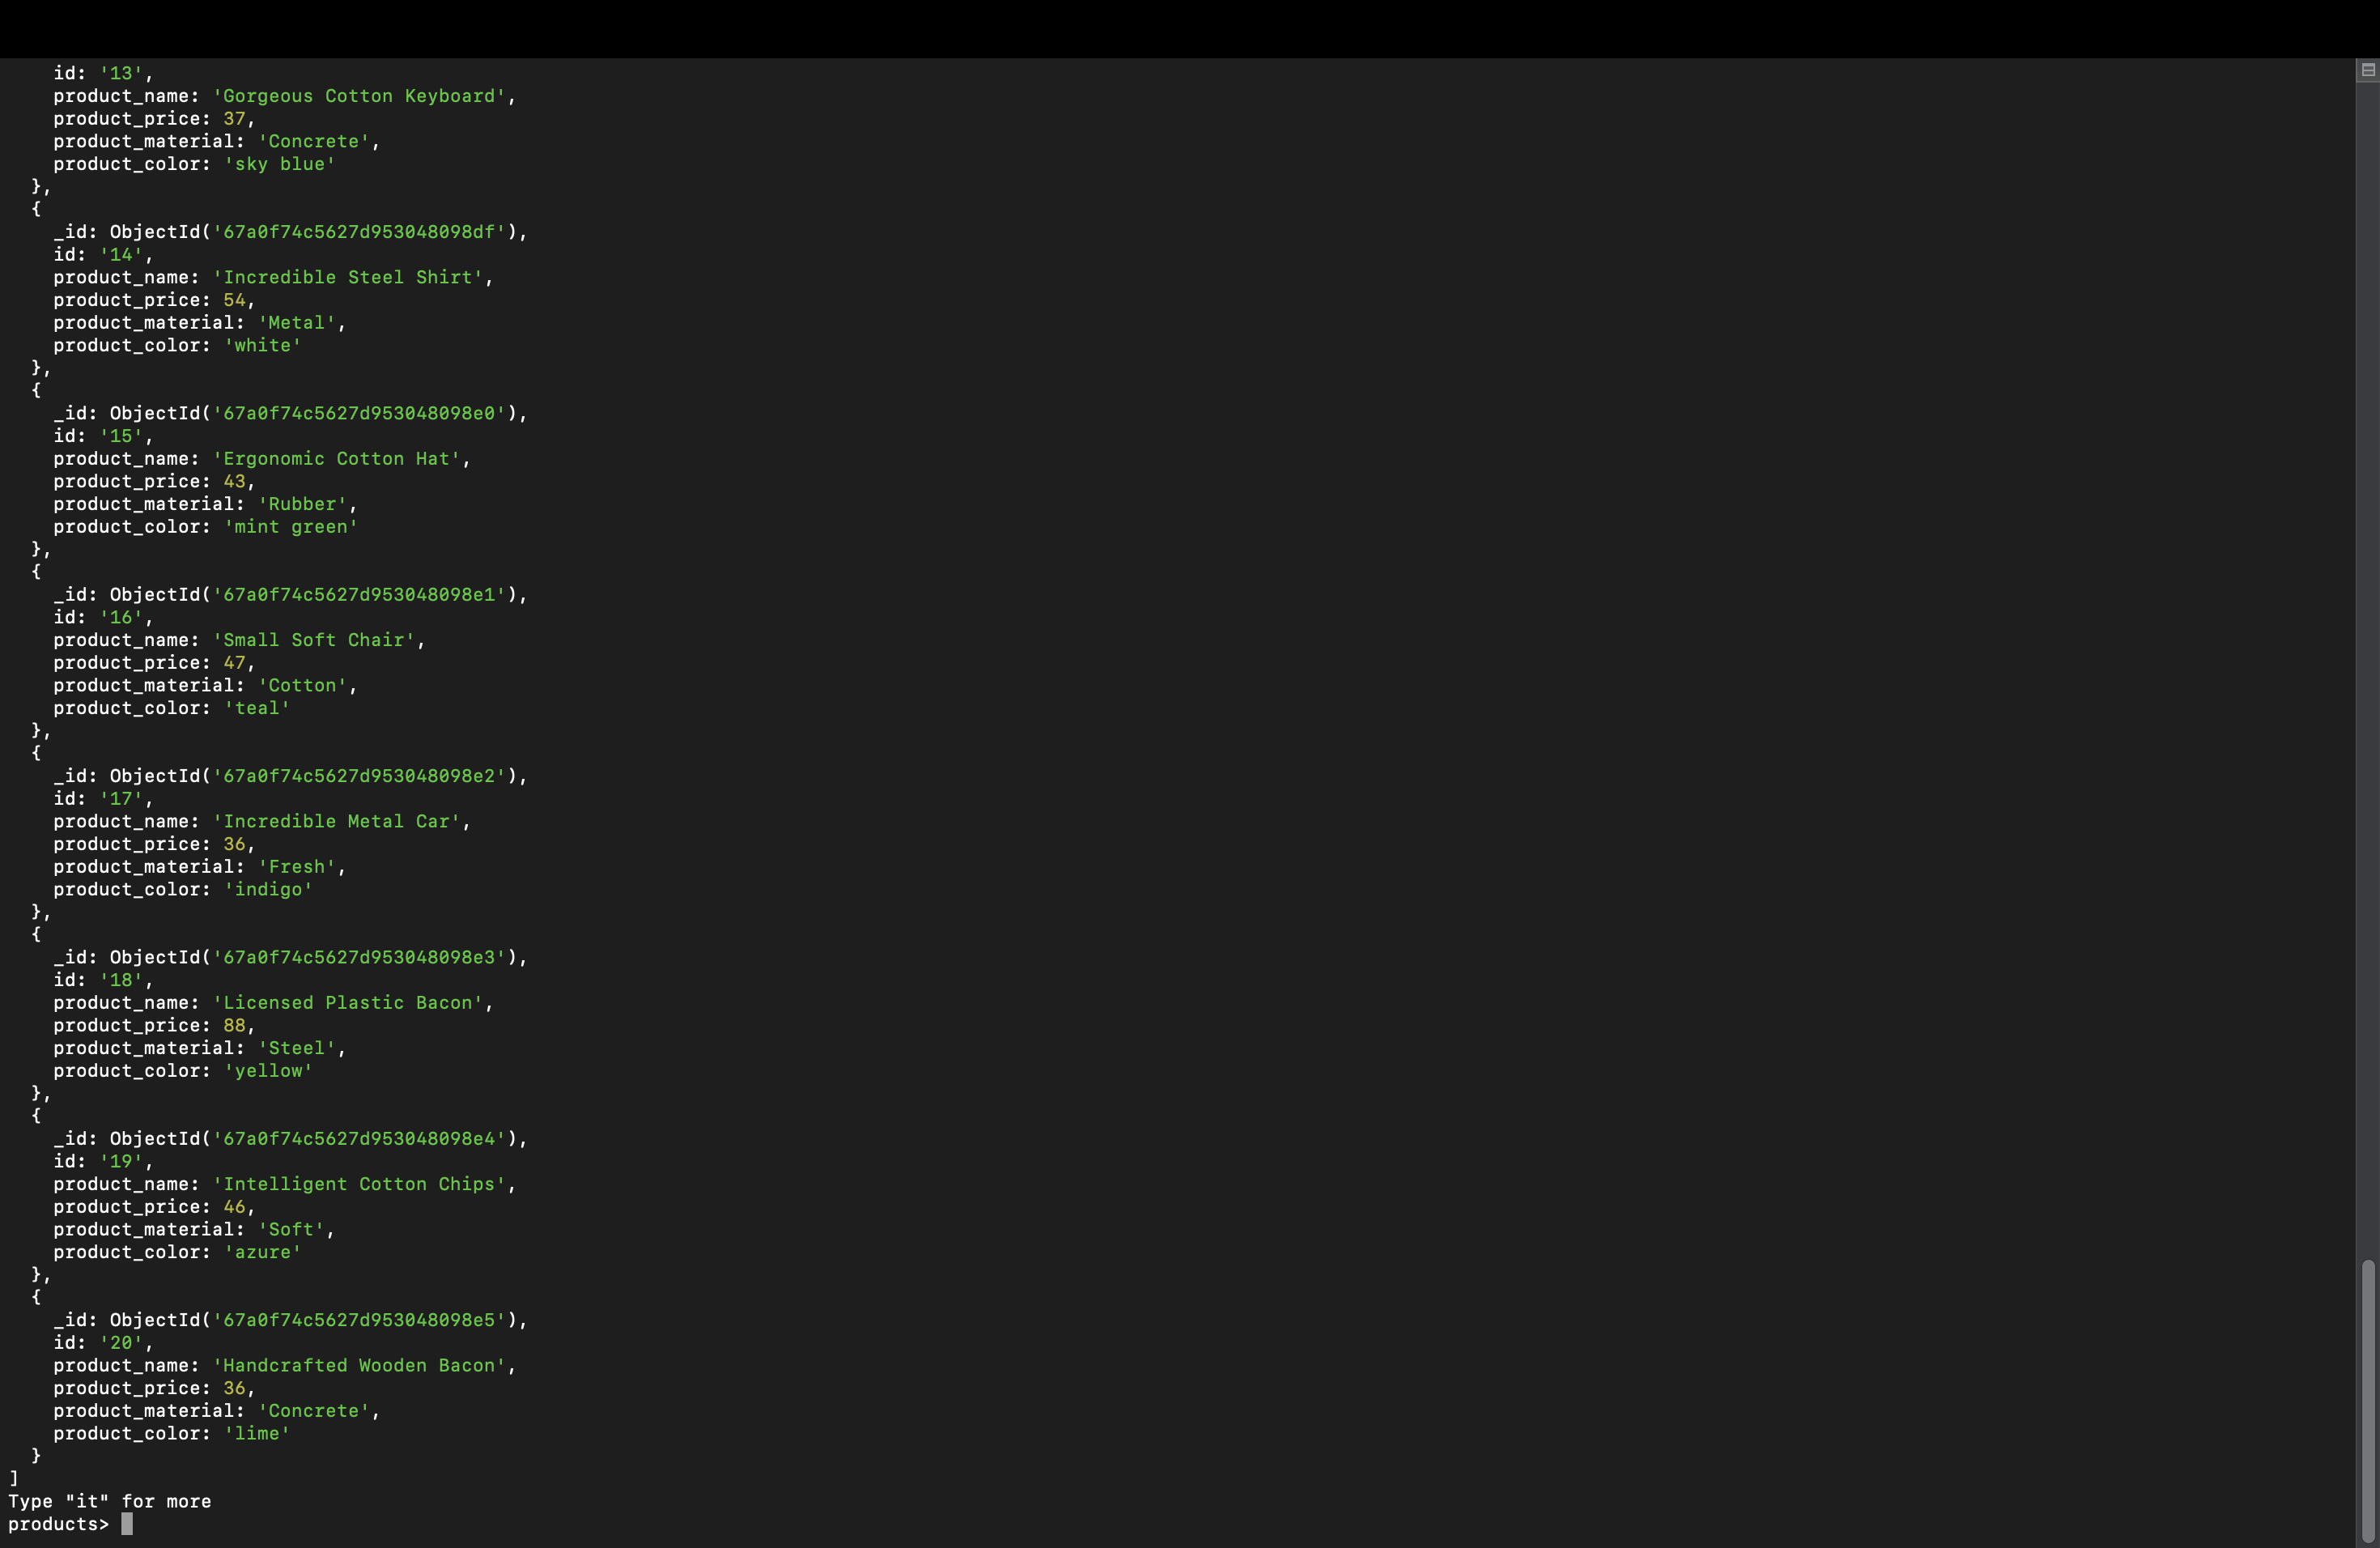 id: '13',
product_name: 'Gorgeous Cotton Keyboard',
product_price: 37,
product_material: 'Concrete',
product_color: 'sky blue'
},
{
_id: ObjectId('67a0f74c5627d953048098df'),
id: '14',
product_name: 'Incredible Steel Shirt',
product_price: 54,
product_material: 'Metal',
product_color: 'white'
},
{
_id: ObjectId('67a0f74c5627d953048098e0'),
id: '15',
product_name: 'Ergonomic Cotton Hat',
product_price: 43,
product_material: 'Rubber',
product_color: 'mint green'
},
{
_id: ObjectId('67a0f74c5627d953048098e1'),
id: '16',
product_name: 'Small Soft Chair',
product_price: 47,
product_material: 'Cotton',
product_color: 'teal'
},
{
_id: ObjectId('67a0f74c5627d953048098e2'),
id: '17',
product_name: 'Incredible Metal Car',
product_price: 36,
product_material: 'Fresh',
product_color: 'indigo'
},
{
_id: ObjectId('67a0f74c5627d953048098e3'),
id: '18',
product_name: 'Licensed Plastic Bacon',
product_price: 88,
product_material: 'Steel',
product_color: 'yellow'
},
{
_id: ObjectId('67a0f74c5627d953048098e4'),
id: '19',
product_name: 'Intelligent Cotton Chips',
product_price: 46,
product_material: 'Soft',
product_color: 'azure'
},
{
_id: ObjectId('67a0f74c5627d953048098e5'),
id: '20',
product_name: 'Handcrafted Wooden Bacon',
product_price: 36,
product_material: 'Concrete',
product_color: 'lime'
}
]
Type "it" for more
products>